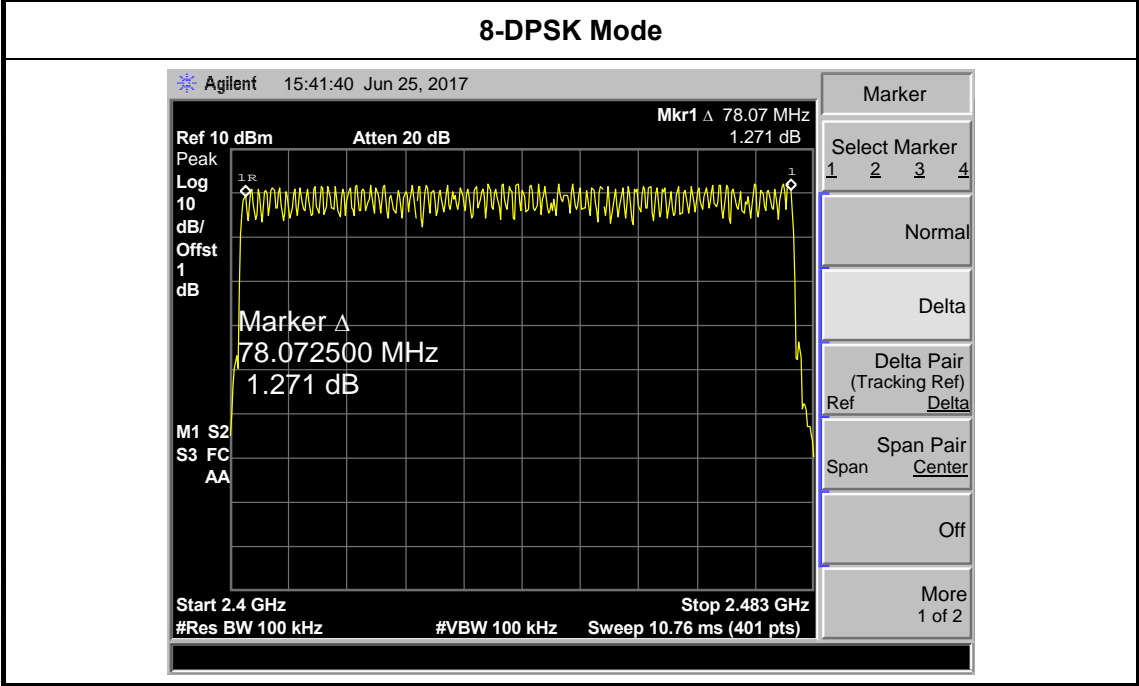 8-DPSK Mode
Agilent 15:41:40 Jun 25, 2017
Mkr1 Δ 78.07 MHz
Ref 10 dBm Atten 20 dB 1.271 dB
Peak
Log
10
dB/
Offst
1
dB
1R
1
Marker Δ
78.072500 MHz
1.271 dB
M1 S2
S3 FC
AA
Start 2.4 GHz Stop 2.483 GHz
#Res BW 100 kHz #VBW 100 kHz Sweep 10.76 ms (401 pts)
Marker
Select Marker
1 2 3 4
Normal
Delta
Delta Pair
(Tracking Ref)
Ref Delta
Span Pair
Span Center
Off
More
1 of 2